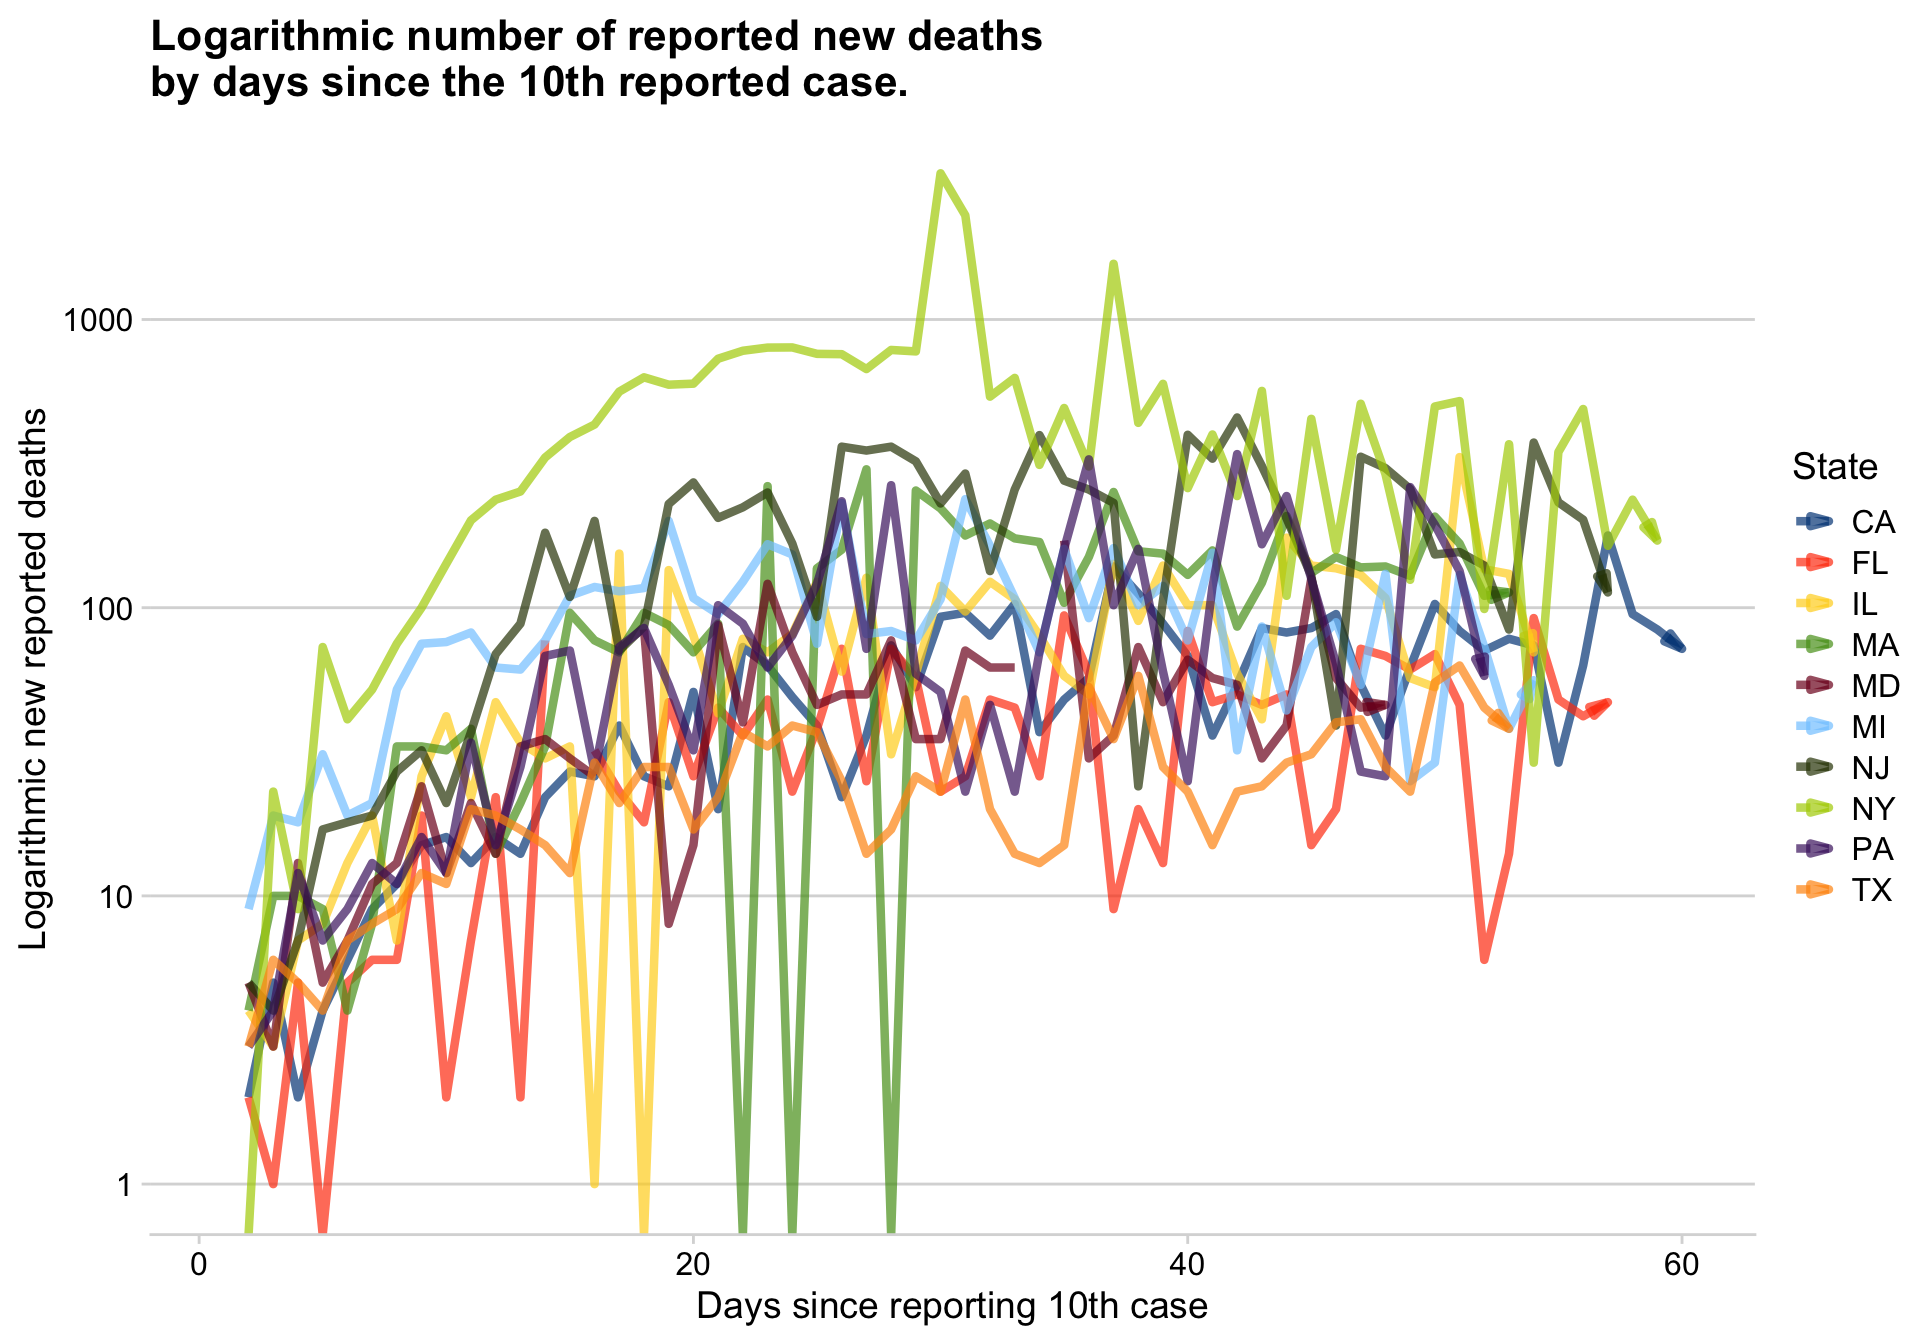 Logarithmic number of reported new deaths
by days since the 10th reported case.
Logarithmic new reported deaths
1000
100
10
1
0
20
40
60
Days since reporting 10th case
State
CA
FL
IL
MA
MD
MI
NJ
NY
PA
TX